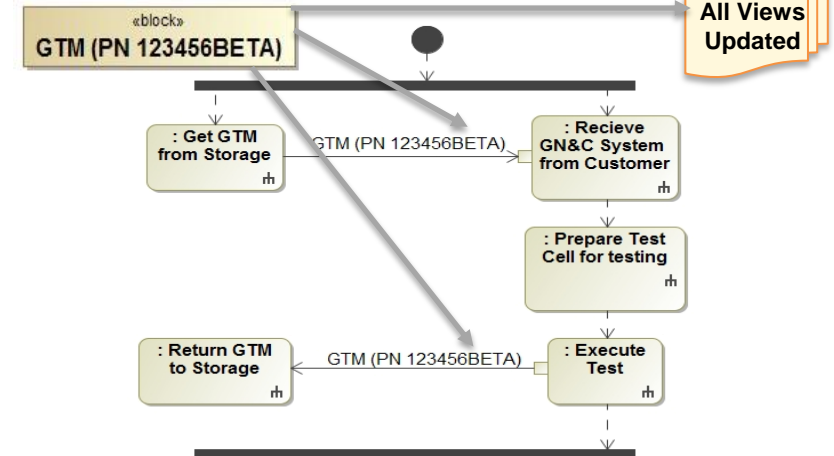 «block»
GTM (PN 123456BETA)
All Views
Updated
: Get GTM
from Storage
GTM (PN 123456BETA)
: Recieve
GN&C System
from Customer
: Prepare Test
Cell for testing
: Return GTM
to Storage
GTM (PN 123456BETA)
: Execute
Test